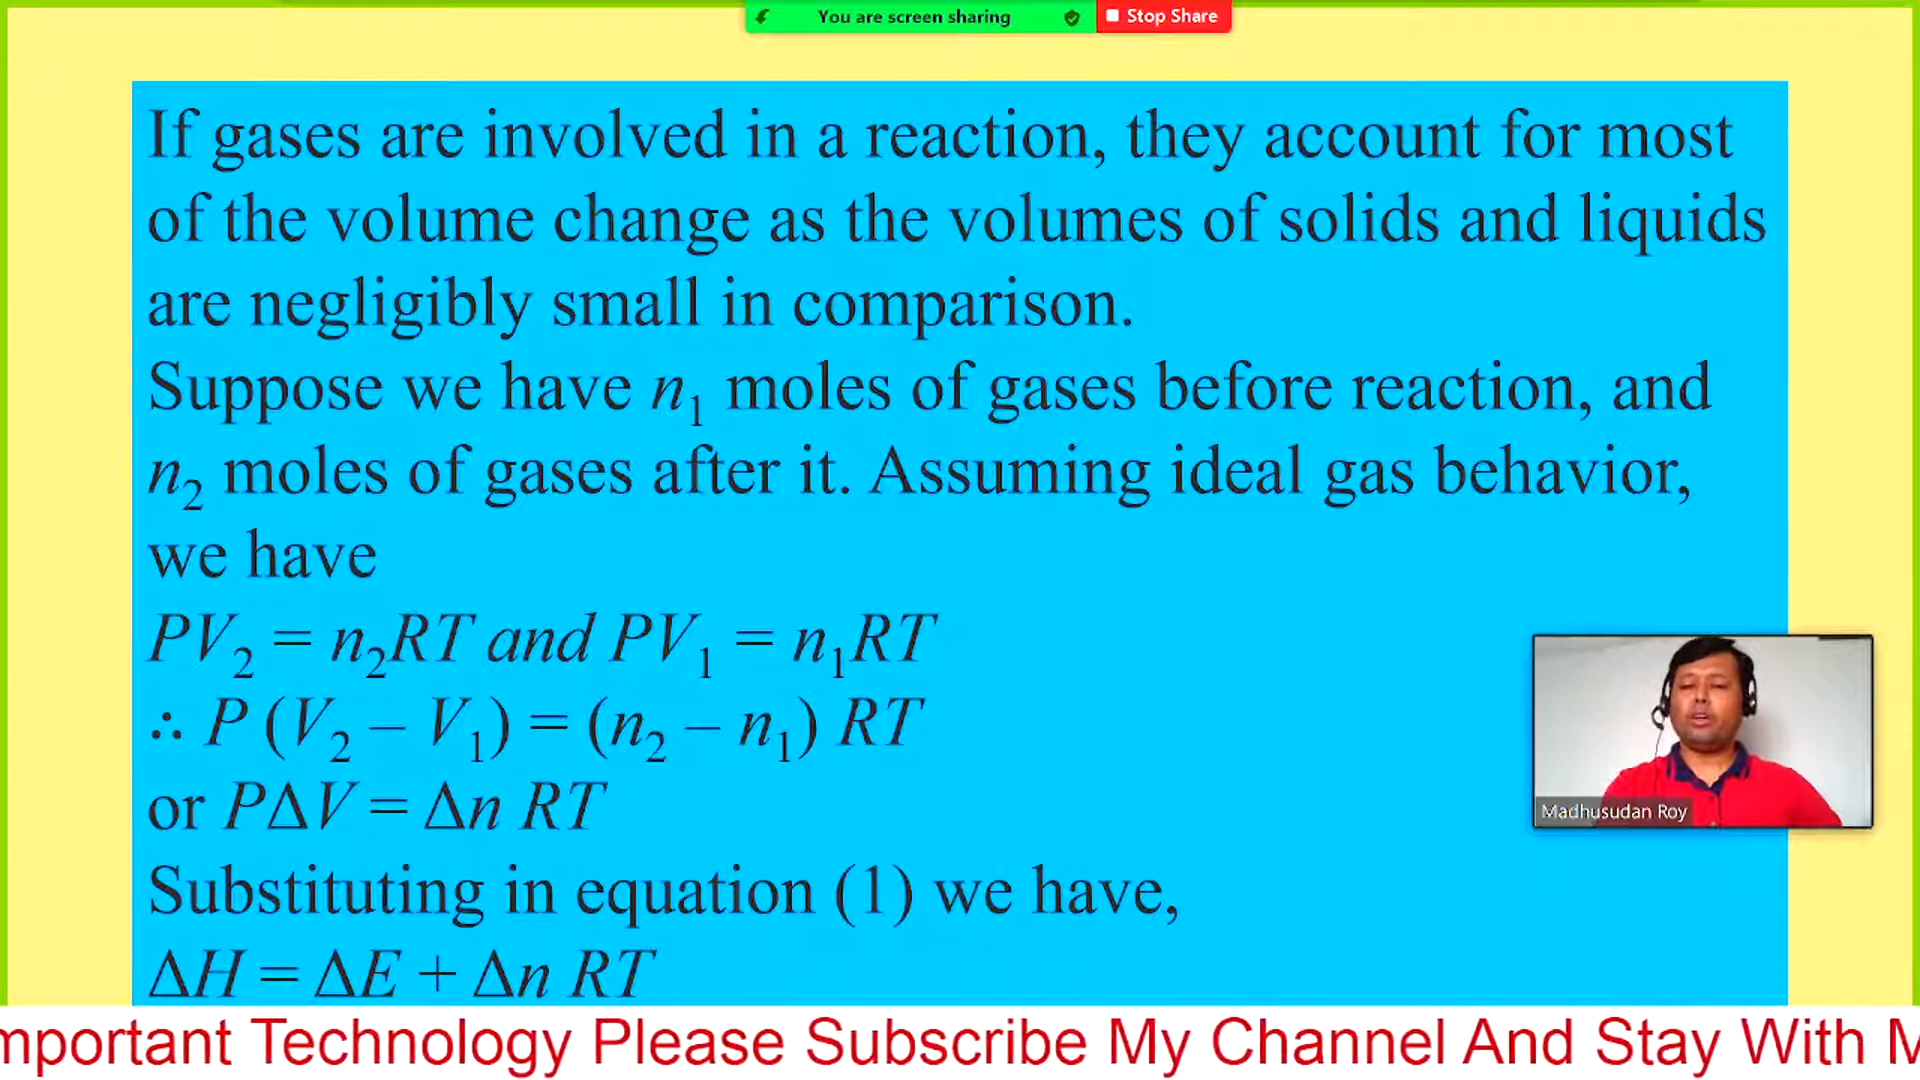 You are screen sharing Stop Share
If gases are involved in a reaction, they account for most
of the volume change as the volumes of solids and liquids
are negligibly small in comparison.
Suppose we have n₁ moles of gases before reaction, and
n₂ moles of gases after it. Assuming ideal gas behavior,
we have
PV₂ = n₂RT and PV₁ = n₁RT
∴ P (V₂ – V₁) = (n₂ – n₁) RT
or PΔV = Δn RT
Madhusudan Roy
Substituting in equation (1) we have,
ΔH = ΔE + Δn RT
mportant Technology Please Subscribe My Channel And Stay With